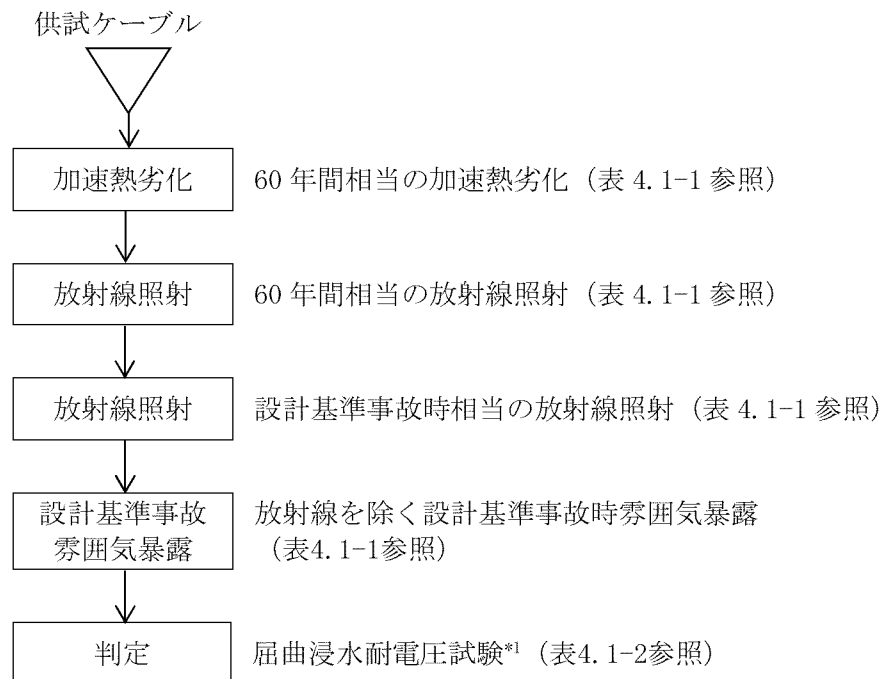 供試ケーブル
加速熱劣化 60 年間相当の加速熱劣化 (表 4.1-1 参照)
放射線照射 60 年間相当の放射線照射 (表 4.1-1 参照)
放射線照射 設計基準事故時相当の放射線照射 (表 4.1-1 参照)
設計基準事故 放射線を除く設計基準事故時雰囲気暴露
雰囲気暴露 (表4.1-1参照)
判定 屈曲浸水耐電圧試験*1 (表4.1-2参照)